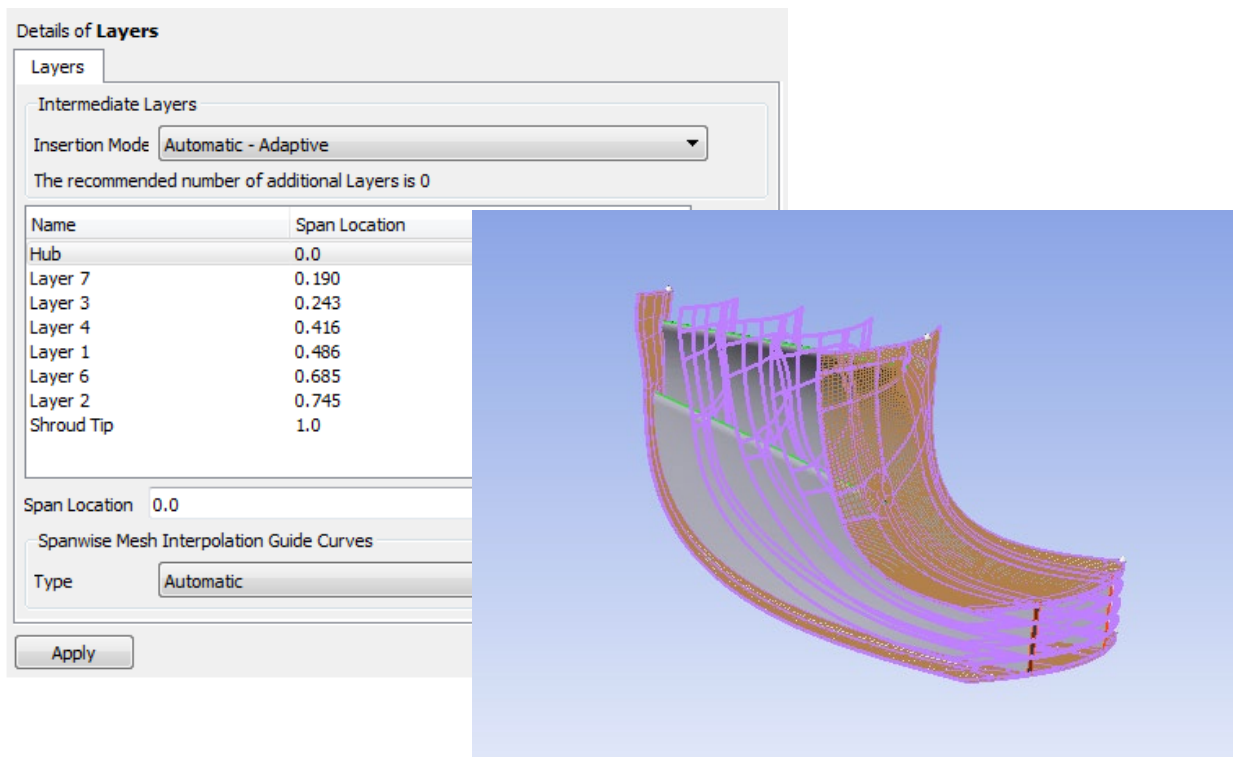 Details of Layers
Layers
Intermediate Layers
Insertion Mode Automatic - Adaptive
The recommended number of additional Layers is 0
Name Span Location
Hub 0.0
Layer 7 0.190
Layer 3 0.243
Layer 4 0.416
Layer 1 0.486
Layer 6 0.685
Layer 2 0.745
Shroud Tip 1.0
Span Location 0.0
Spanwise Mesh Interpolation Guide Curves
Type Automatic
Apply